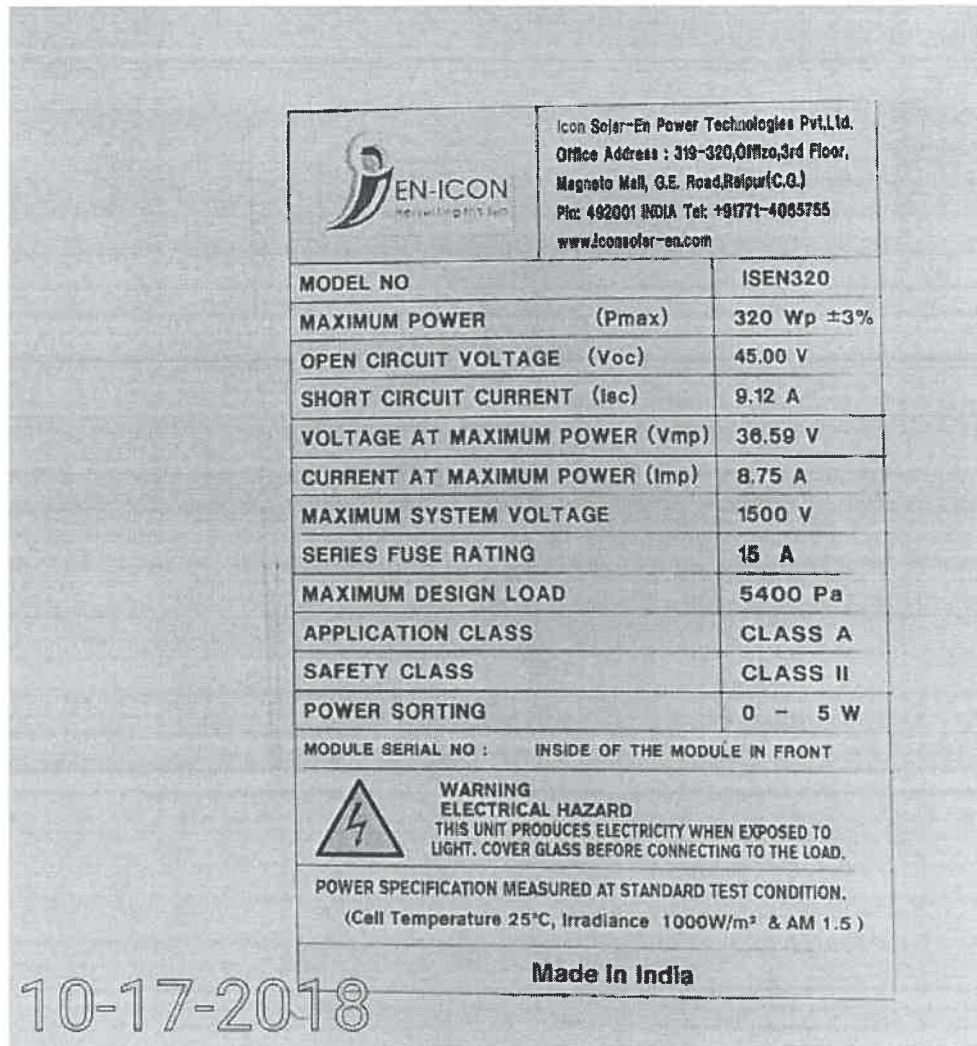 EN-ICON
Icon Solar-En Power Technologies Pvt.Ltd.
Office Address : 319-320,Offizo,3rd Floor,
Magneto Mall, G.E. Road,Raipur(C.G.)
Pin: 492001 INDIA Tel: +91771-4065755
www.iconsolar-en.com
MODEL NO ISEN320
MAXIMUM POWER (Pmax) 320 Wp ±3%
OPEN CIRCUIT VOLTAGE (Voc) 45.00 V
SHORT CIRCUIT CURRENT (Isc) 9.12 A
VOLTAGE AT MAXIMUM POWER (Vmp) 36.59 V
CURRENT AT MAXIMUM POWER (Imp) 8.75 A
MAXIMUM SYSTEM VOLTAGE 1500 V
SERIES FUSE RATING 15 A
MAXIMUM DESIGN LOAD 5400 Pa
APPLICATION CLASS CLASS A
SAFETY CLASS CLASS II
POWER SORTING 0 - 5 W
MODULE SERIAL NO : INSIDE OF THE MODULE IN FRONT
WARNING
ELECTRICAL HAZARD
THIS UNIT PRODUCES ELECTRICITY WHEN EXPOSED TO
LIGHT. COVER GLASS BEFORE CONNECTING TO THE LOAD.
POWER SPECIFICATION MEASURED AT STANDARD TEST CONDITION.
(Cell Temperature 25°C, Irradiance 1000W/m² & AM 1.5 )
Made in India
10-17-2018